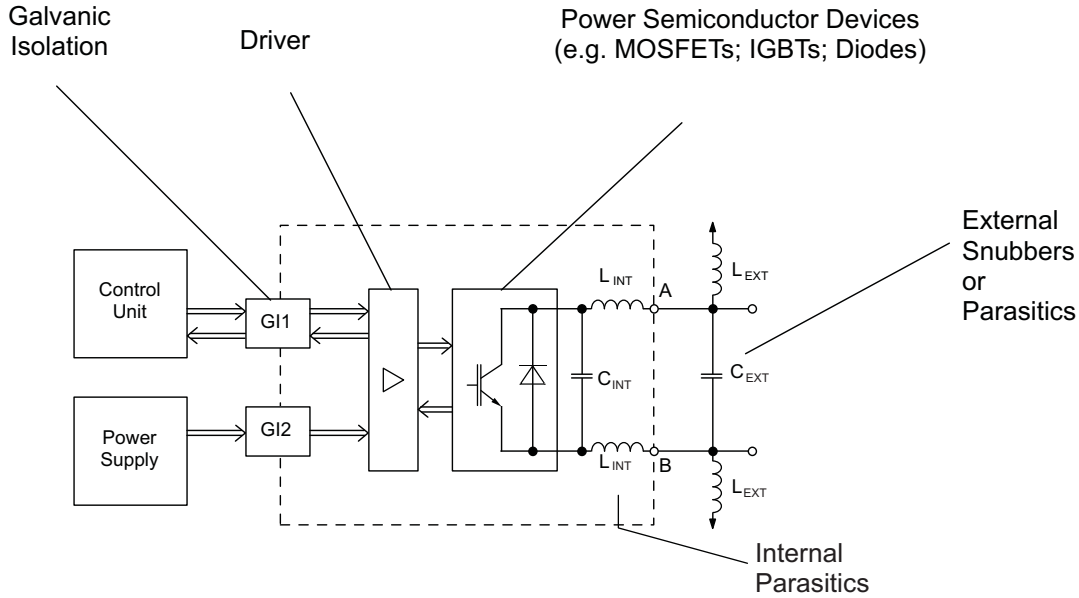 Galvanic
Isolation
Driver
Power Semiconductor Devices
(e.g. MOSFETs; IGBTs; Diodes)
External
Snubbers
or
Parasitics
Control
Unit
GI1
L INT
A
L EXT
C INT
C EXT
Power
Supply
GI2
L INT
B
L EXT
Internal
Parasitics